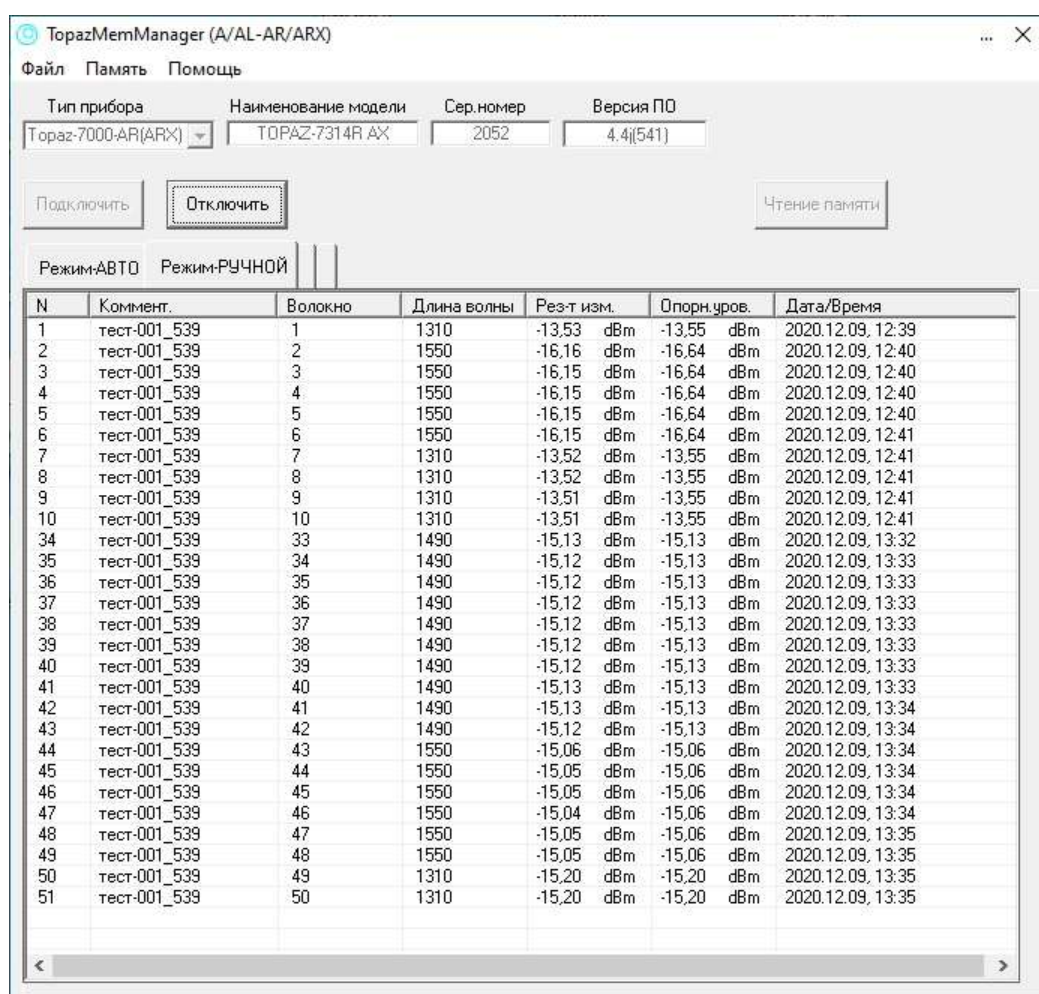 TopazMemManager (A/AL-AR/ARX) ...
Файл Память Помощь
Тип прибора Наименование модели Сер.номер Версия ПО
Topaz-7000-AR(ARX) TOPAZ-7314R AX 2052 4.4j(541)
Подключить Отключить Чтение памяти
Режим-АВТО Режим-РУЧНОЙ
N Коммент. Волокно Длина волны Рез-т изм. Опорн.уров. Дата/Время
1 тест-001_539 1 1310 -13,53 dBm -13,55 dBm 2020.12.09, 12:39
2 тест-001_539 2 1550 -16,16 dBm -16,64 dBm 2020.12.09, 12:40
3 тест-001_539 3 1550 -16,15 dBm -16,64 dBm 2020.12.09, 12:40
4 тест-001_539 4 1550 -16,15 dBm -16,64 dBm 2020.12.09, 12:40
5 тест-001_539 5 1550 -16,15 dBm -16,64 dBm 2020.12.09, 12:40
6 тест-001_539 6 1550 -16,15 dBm -16,64 dBm 2020.12.09, 12:41
7 тест-001_539 7 1310 -13,52 dBm -13,55 dBm 2020.12.09, 12:41
8 тест-001_539 8 1310 -13,52 dBm -13,55 dBm 2020.12.09, 12:41
9 тест-001_539 9 1310 -13,51 dBm -13,55 dBm 2020.12.09, 12:41
10 тест-001_539 10 1310 -13,51 dBm -13,55 dBm 2020.12.09, 12:41
34 тест-001_539 33 1490 -15,13 dBm -15,13 dBm 2020.12.09, 13:32
35 тест-001_539 34 1490 -15,12 dBm -15,13 dBm 2020.12.09, 13:33
36 тест-001_539 35 1490 -15,12 dBm -15,13 dBm 2020.12.09, 13:33
37 тест-001_539 36 1490 -15,12 dBm -15,13 dBm 2020.12.09, 13:33
38 тест-001_539 37 1490 -15,12 dBm -15,13 dBm 2020.12.09, 13:33
39 тест-001_539 38 1490 -15,12 dBm -15,13 dBm 2020.12.09, 13:33
40 тест-001_539 39 1490 -15,12 dBm -15,13 dBm 2020.12.09, 13:33
41 тест-001_539 40 1490 -15,13 dBm -15,13 dBm 2020.12.09, 13:33
42 тест-001_539 41 1490 -15,13 dBm -15,13 dBm 2020.12.09, 13:34
43 тест-001_539 42 1490 -15,12 dBm -15,13 dBm 2020.12.09, 13:34
44 тест-001_539 43 1550 -15,06 dBm -15,06 dBm 2020.12.09, 13:34
45 тест-001_539 44 1550 -15,05 dBm -15,06 dBm 2020.12.09, 13:34
46 тест-001_539 45 1550 -15,05 dBm -15,06 dBm 2020.12.09, 13:34
47 тест-001_539 46 1550 -15,04 dBm -15,06 dBm 2020.12.09, 13:34
48 тест-001_539 47 1550 -15,05 dBm -15,06 dBm 2020.12.09, 13:35
49 тест-001_539 48 1550 -15,05 dBm -15,06 dBm 2020.12.09, 13:35
50 тест-001_539 49 1310 -15,20 dBm -15,20 dBm 2020.12.09, 13:35
51 тест-001_539 50 1310 -15,20 dBm -15,20 dBm 2020.12.09, 13:35